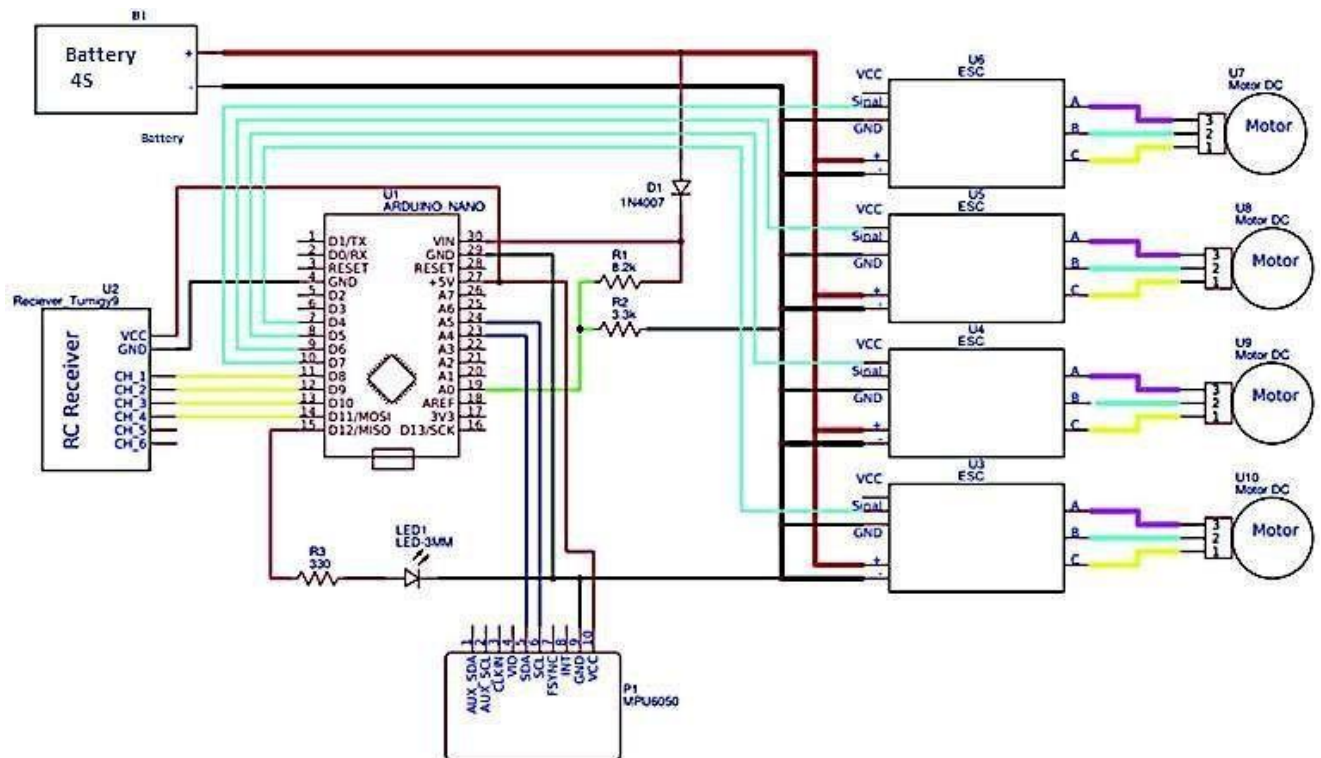 B1
Battery
4S
+
-
Battery
U1
ARDUINO_NANO
1 D1/TX
2 D0/RX
3 RESET
4 GND
5 D2
6 D3
7 D4
8 D5
9 D6
10 D7
11 D8
12 D9
13 D10
14 D11/MOSI
15 D12/MISO
VIN 30
GND 29
RESET 28
+5V 27
A7 26
A6 25
A5 24
A4 23
A3 22
A2 21
A1 20
A0 19
AREF 18
3V3 17
D13/SCK 16
U2
Reciever_Turnigy9
RC Receiver
VCC
GND
CH_1
CH_2
CH_3
CH_4
CH_5
CH_6
D1
1N4007
R1
8.2k
R2
3.3k
R3
330
LED1
LED-3MM
1 AUX_SDA
2 AUX_SCL
3 CLKIN
4 VIO
5 SDA
6 SCL
7 FSYNC
8 INT
9 GND
10 VCC
P1
MPU6050
U6
ESC
VCC
Sinal
GND
+
-
A
B
C
U7
Motor DC
3
2
1
Motor
U5
ESC
VCC
Sinal
GND
+
-
A
B
C
U8
Motor DC
3
2
1
Motor
U4
ESC
VCC
Sinal
GND
+
-
A
B
C
U9
Motor DC
3
2
1
Motor
U3
ESC
VCC
Sinal
GND
+
-
A
B
C
U10
Motor DC
3
2
1
Motor